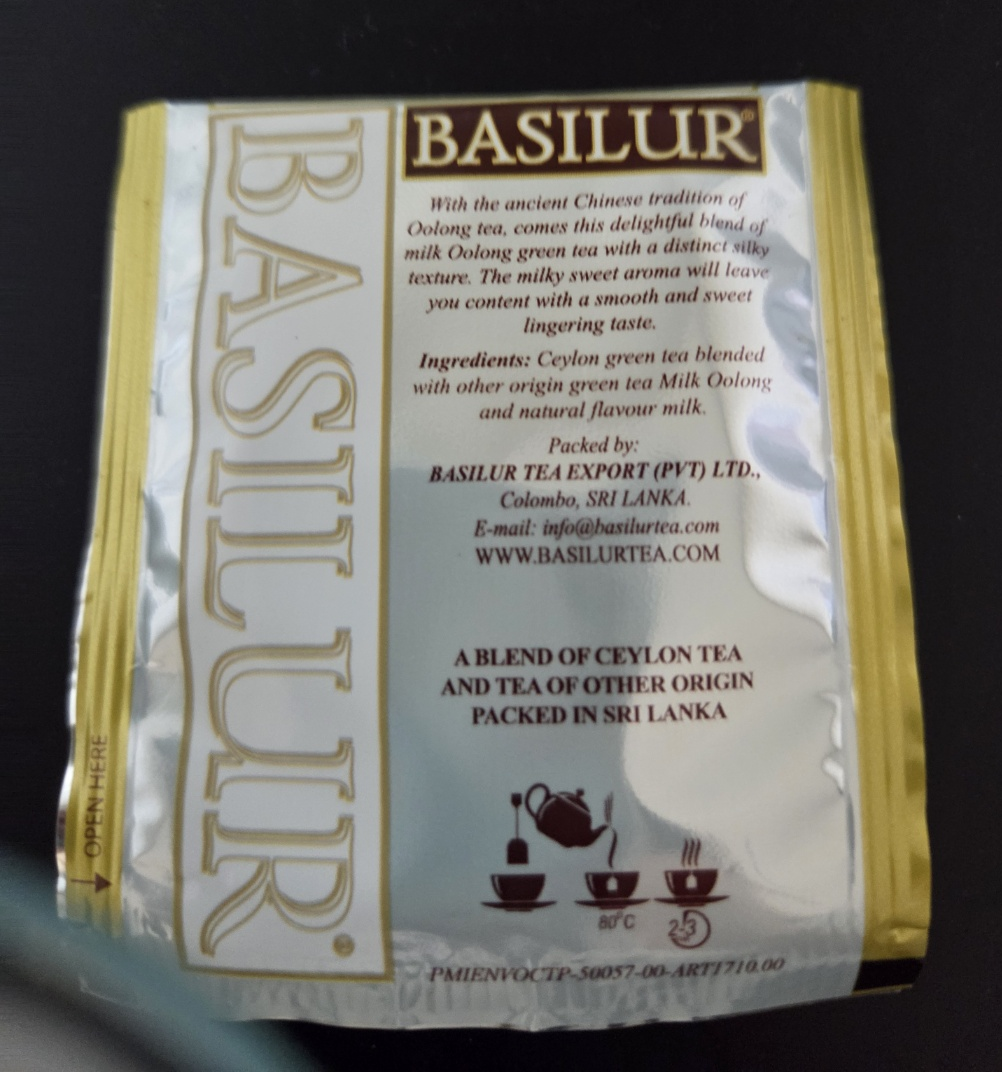 BASILUR®
BASILUR®
With the ancient Chinese tradition of
Oolong tea, comes this delightful blend of
milk Oolong green tea with a distinct silky
texture. The milky sweet aroma will leave
you content with a smooth and sweet
lingering taste.
Ingredients: Ceylon green tea blended
with other origin green tea Milk Oolong
and natural flavour milk.
Packed by:
BASILUR TEA EXPORT (PVT) LTD.,
Colombo, SRI LANKA.
E-mail: info@basilurtea.com
WWW.BASILURTEA.COM
A BLEND OF CEYLON TEA
AND TEA OF OTHER ORIGIN
PACKED IN SRI LANKA
OPEN HERE
80°C
2-3
PMIENVOCTP-50057-00-ART1710.00